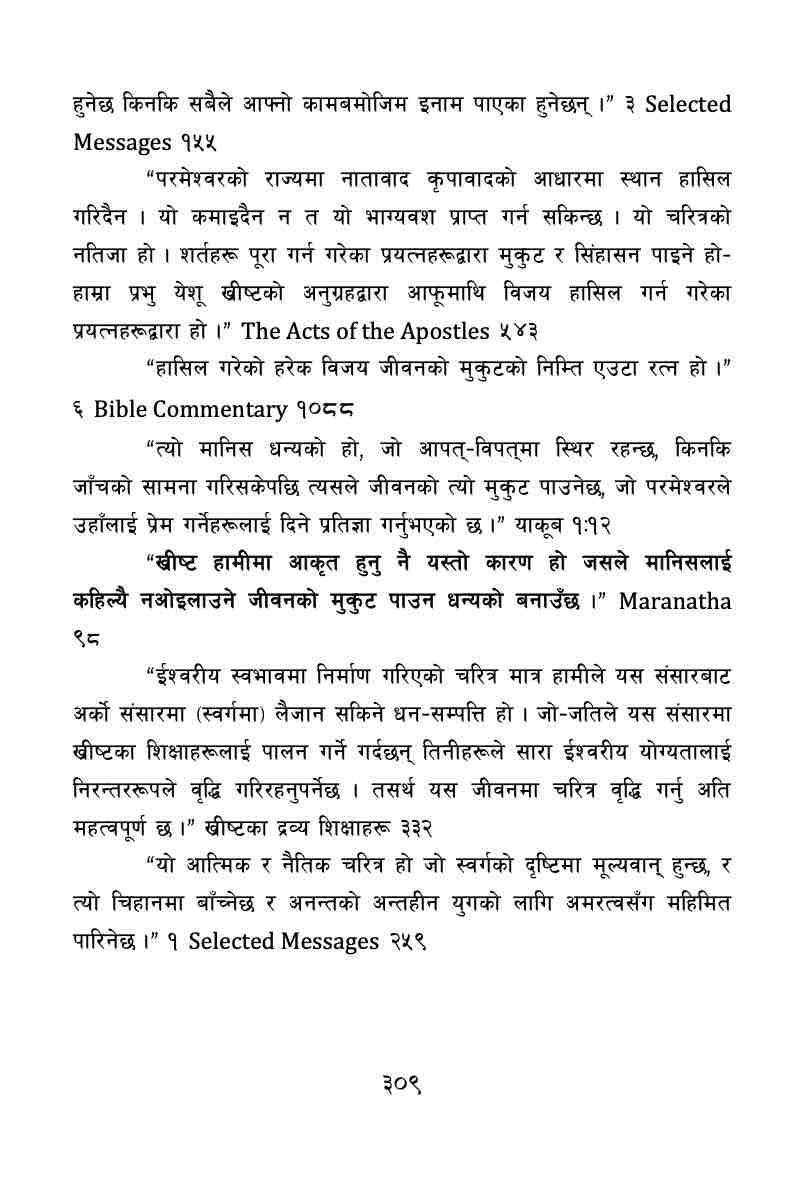 हुनेछ किनकि सबैले आफ्नो कामबमोजिम इनाम पाएका हुनेछन् ।” ३ Selected
Messages १५५
“परमेश्वरको राज्यमा नातावाद कृपावादको आधारमा स्थान हासिल
गरिदैन । यो कमाइदैन न त यो भाग्यवश प्राप्त गर्न सकिन्छ । यो चरित्रको
नतिजा हो । शर्तहरू पूरा गर्न गरेका प्रयत्नहरूद्वारा मुकुट र सिंहासन पाइने हो-
हाम्रा प्रभु येशू ख्रीष्टको अनुग्रहद्वारा आफूमाथि विजय हासिल गर्न गरेका
प्रयत्नहरूद्वारा हो ।” The Acts of the Apostles ५४३
“हासिल गरेको हरेक विजय जीवनको मुकुटको निम्ति एउटा रत्न हो ।”
६ Bible Commentary १०८८
“त्यो मानिस धन्यको हो, जो आपत्-विपत्मा स्थिर रहन्छ, किनकि
जाँचको सामना गरिसकेपछि त्यसले जीवनको त्यो मुकुट पाउनेछ, जो परमेश्वरले
उहाँलाई प्रेम गर्नेहरूलाई दिने प्रतिज्ञा गर्नुभएको छ ।” याकूब १:१२
“ख्रीष्ट हामीमा आकृत हुनु नै यस्तो कारण हो जसले मानिसलाई
कहिल्यै नओइलाउने जीवनको मुकुट पाउन धन्यको बनाउँछ ।” Maranatha
९८
“ईश्वरीय स्वभावमा निर्माण गरिएको चरित्र मात्र हामीले यस संसारबाट
अर्को संसारमा (स्वर्गमा) लैजान सकिने धन-सम्पत्ति हो । जो-जतिले यस संसारमा
ख्रीष्टका शिक्षाहरूलाई पालन गर्ने गर्दछन् तिनीहरूले सारा ईश्वरीय योग्यतालाई
निरन्तररूपले वृद्धि गरिरहनुपर्नेछ । तसर्थ यस जीवनमा चरित्र वृद्धि गर्नु अति
महत्वपूर्ण छ ।” ख्रीष्टका द्रव्य शिक्षाहरू ३३२
“यो आत्मिक र नैतिक चरित्र हो जो स्वर्गको दृष्टिमा मूल्यवान् हुन्छ, र
त्यो चिहानमा बाँच्नेछ र अनन्तको अन्तहीन युगको लागि अमरत्वसँग महिमित
पारिनेछ ।” १ Selected Messages २५९
३०९